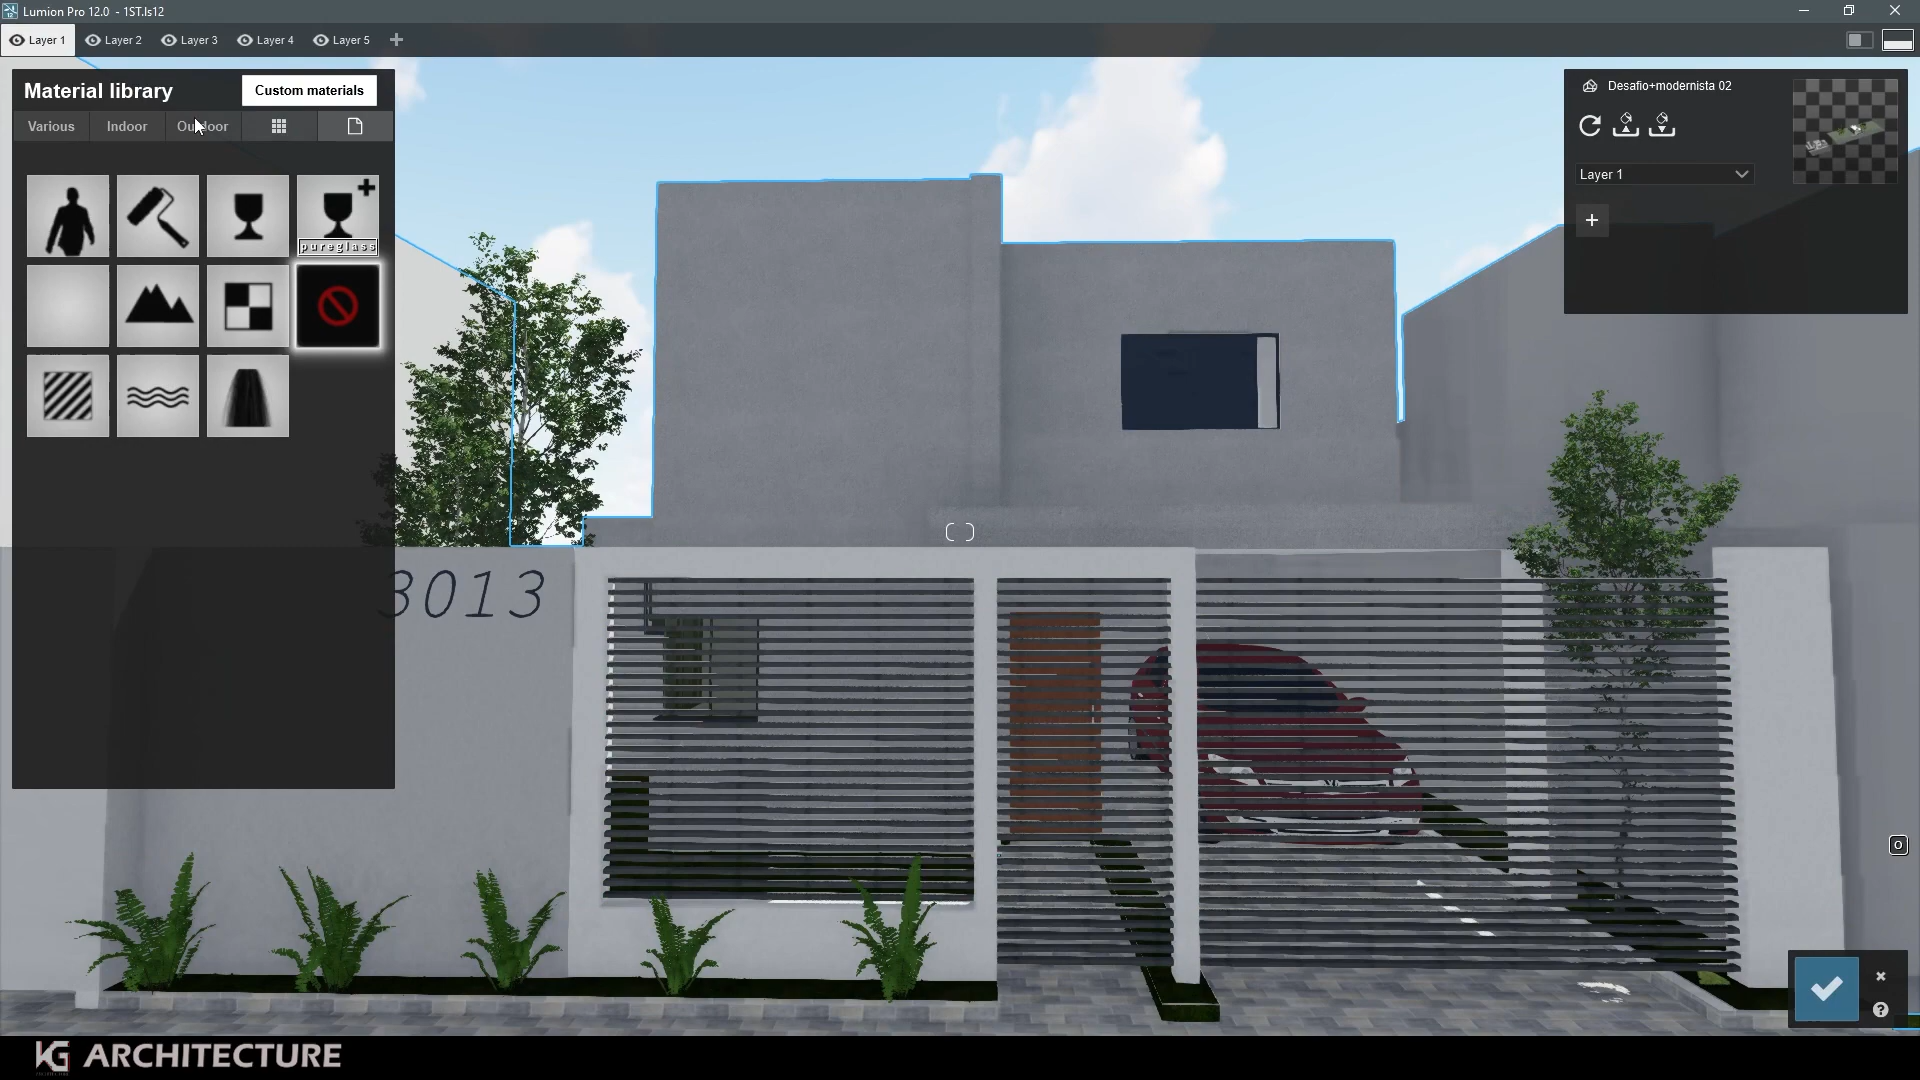 Lumion Pro 12.0 - 1ST.ls12
Layer 1 Layer 2 Layer 3 Layer 4 Layer 5
Material library
Custom materials
Various Indoor Outdoor
pureglass
Desafio+modernista 02
Layer 1
3013
O
KG ARCHITECTURE